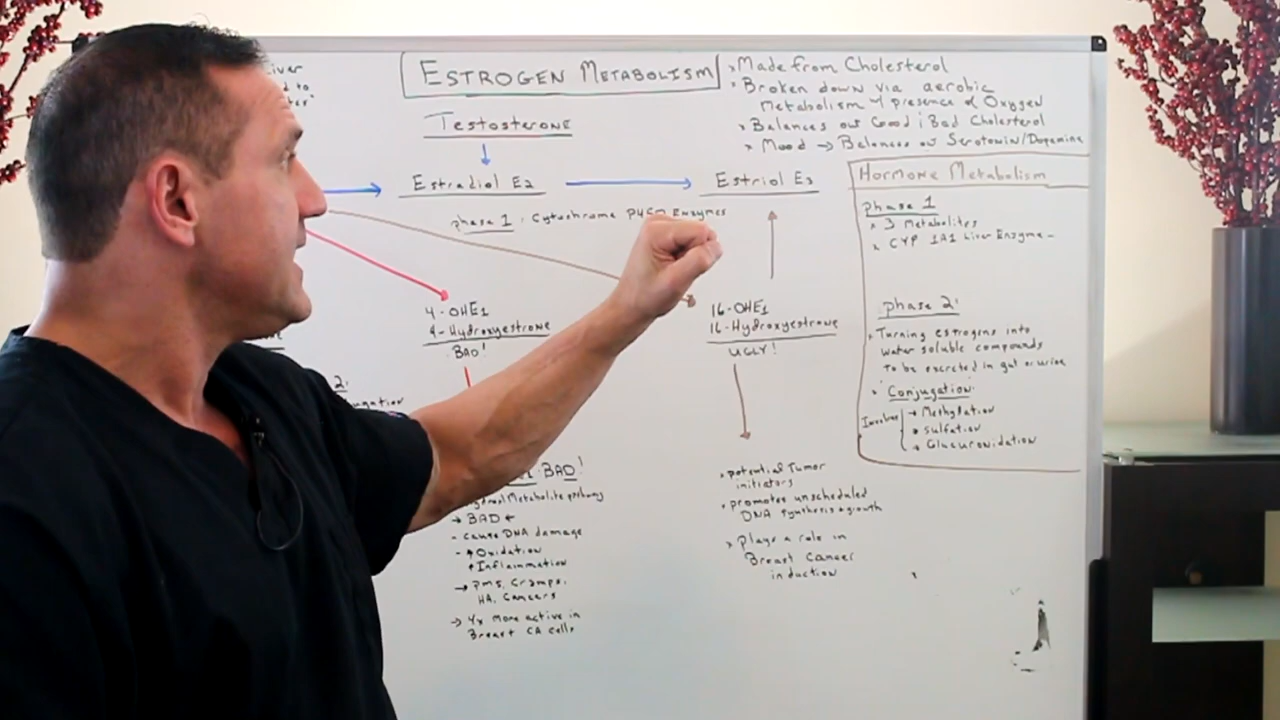 ESTROGEN METABOLISM
Testosterone
Estradiol E2
Estriol E3
phase 1: Cytochrome P450 Enzymes
4-OHE1
4-Hydroxyestrone
BAD!
16-OHE1
16-Hydroxyestrone
UGLY!
2:
BAD!
Metabolite pathway
→ BAD ←
- cause DNA damage
- ↑ Oxidation
↑ Inflammation
→ PMS, Cramps,
HA, Cancers
→ 4x more active in
Breast CA cells
potential Tumor
initiators
promotes unscheduled
DNA synthesis & growth
plays a role in
Breast Cancer
induction
Made from Cholesterol
Broken down via aerobic
Metabolism w/ presence of Oxygen
Balances out Good & Bad Cholesterol
Mood → Balances out Serotonin/Dopamine
Hormone Metabolism
phase 1
3 Metabolites
CYP 1A1 Liver Enzyme
phase 2:
Turning estrogens into
water soluble compounds
To be excreted in gut or urine
"Conjugation"
Involves
→ Methylation
Sulfation
→ Glucuronidation